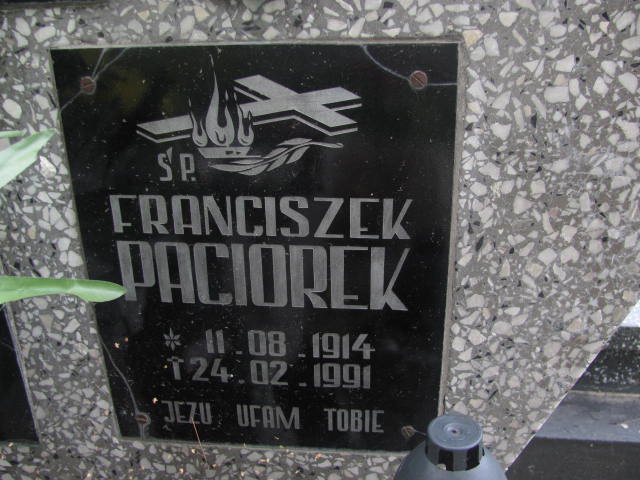 Ś.P.
FRANCISZEK
PACIOREK
* 11.08.1914
† 24.02.1991
JEZU UFAM TOBIE